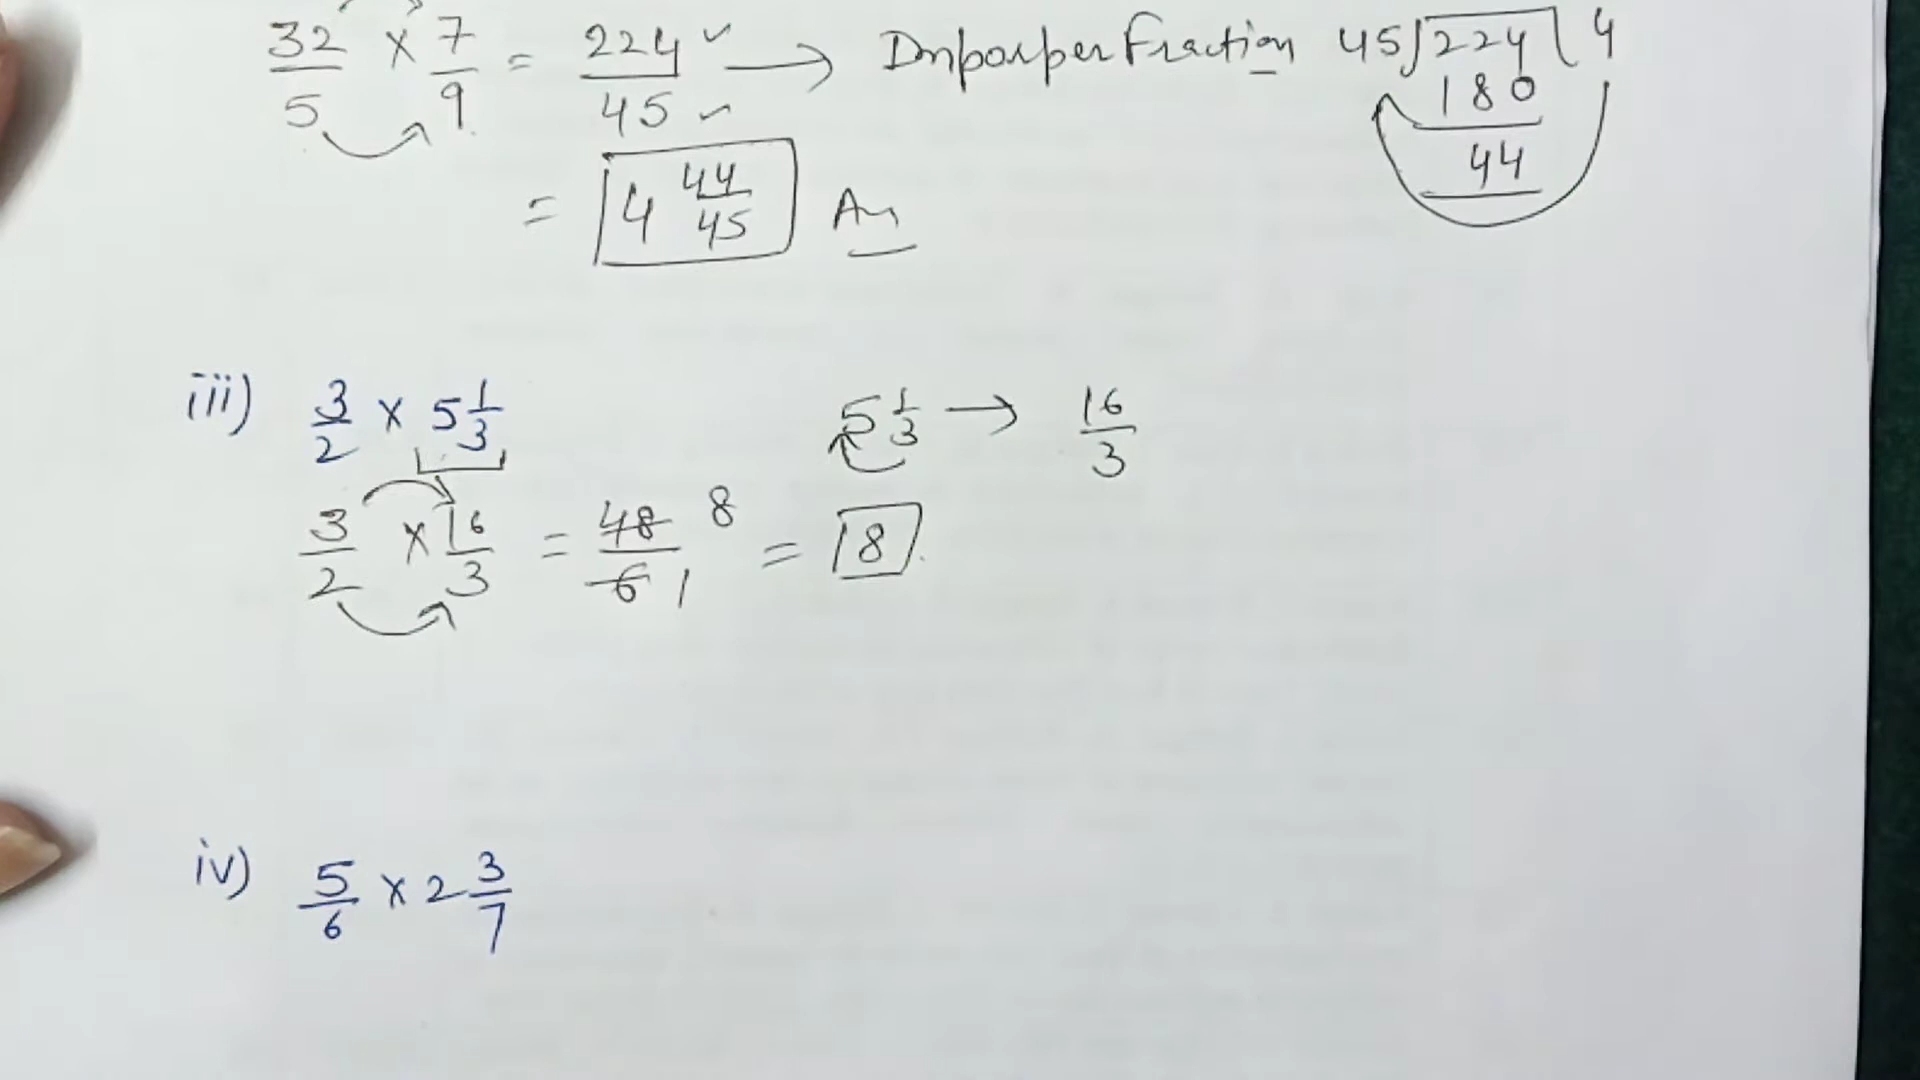 32/5 × 7/9 = 224/45 → Imporper Fraction 45)224(4
180
44
= 4 44/45 Ans
iii) 3/2 × 5 1/3 5 1/3 → 16/3
3/2 × 16/3 = 48/6 8 1 = 8
iv) 5/6 × 2 3/7